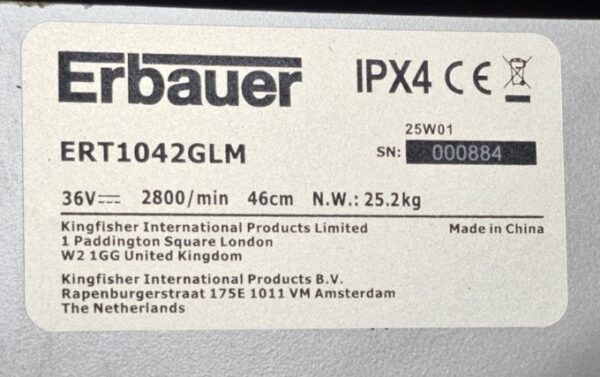 Erbauer IPX4 CE
25W01
ERT1042GLM SN: 000884
36V⎓ 2800/min 46cm N.W.: 25.2kg
Kingfisher International Products Limited Made in China
1 Paddington Square London
W2 1GG United Kingdom
Kingfisher International Products B.V.
Rapenburgerstraat 175E 1011 VM Amsterdam
The Netherlands